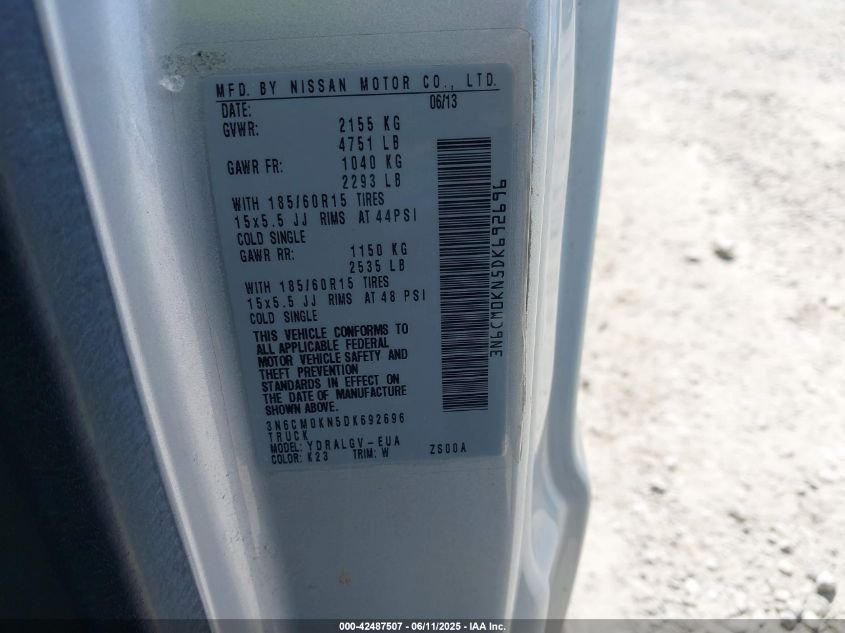 MFD. BY NISSAN MOTOR CO., LTD.
DATE: 06/13
GVWR: 2155 KG
4751 LB
GAWR FR: 1040 KG
2293 LB
WITH 185/60R15 TIRES
15x5.5 JJ RIMS AT 44PSI
COLD SINGLE
GAWR RR: 1150 KG
2535 LB
WITH 185/60R15 TIRES
15x5.5 JJ RIMS AT 48 PSI
COLD SINGLE
THIS VEHICLE CONFORMS TO
ALL APPLICABLE FEDERAL
MOTOR VEHICLE SAFETY AND
THEFT PREVENTION
STANDARDS IN EFFECT ON
THE DATE OF MANUFACTURE
SHOWN ABOVE.
3N6CM0KN5DK692696
TRUCK
MODEL: YDRALGV-EUA
COLOR: K23 TRIM: W ZS00A
3N6CM0KN5DK692696
000-42487507 - 06/11/2025 - IAA Inc.